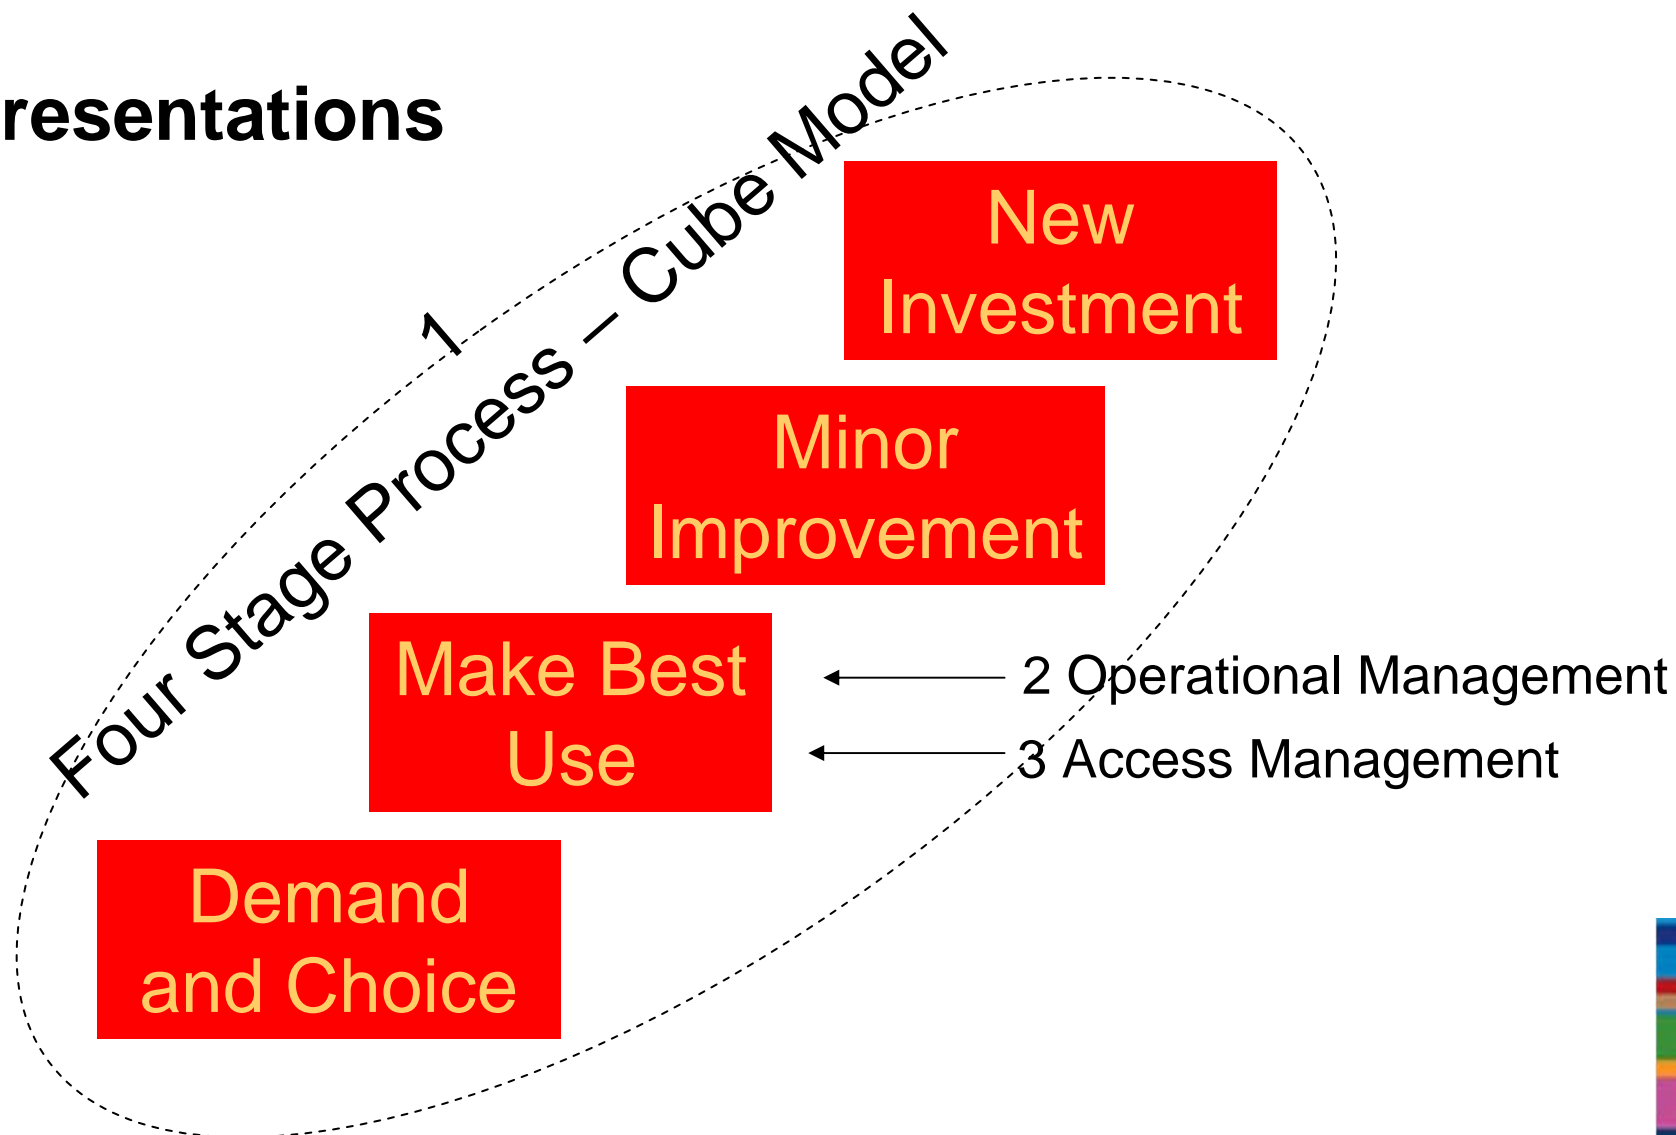 resentations
1
Four Stage Process – Cube Model
New
Investment
Minor
Improvement
Make Best
Use
2 Operational Management
3 Access Management
Demand
and Choice